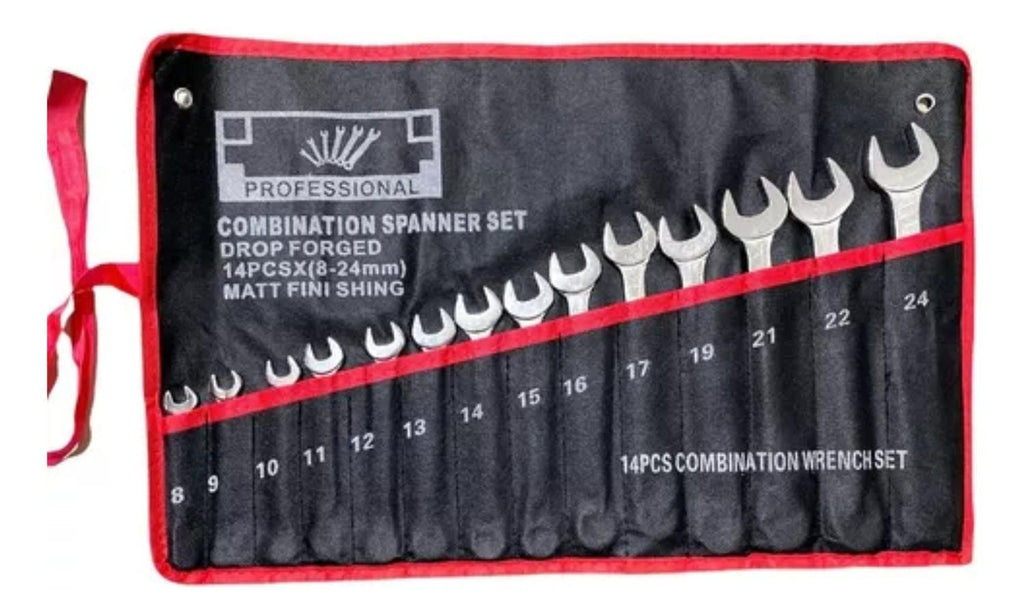 PROFESSIONAL
COMBINATION SPANNER SET
DROP FORGED
14PCSX(8-24mm)
MATT FINI SHING
8 9 10 11 12 13 14 15 16 17 19 21 22 24
14PCS COMBINATION WRENCH SET